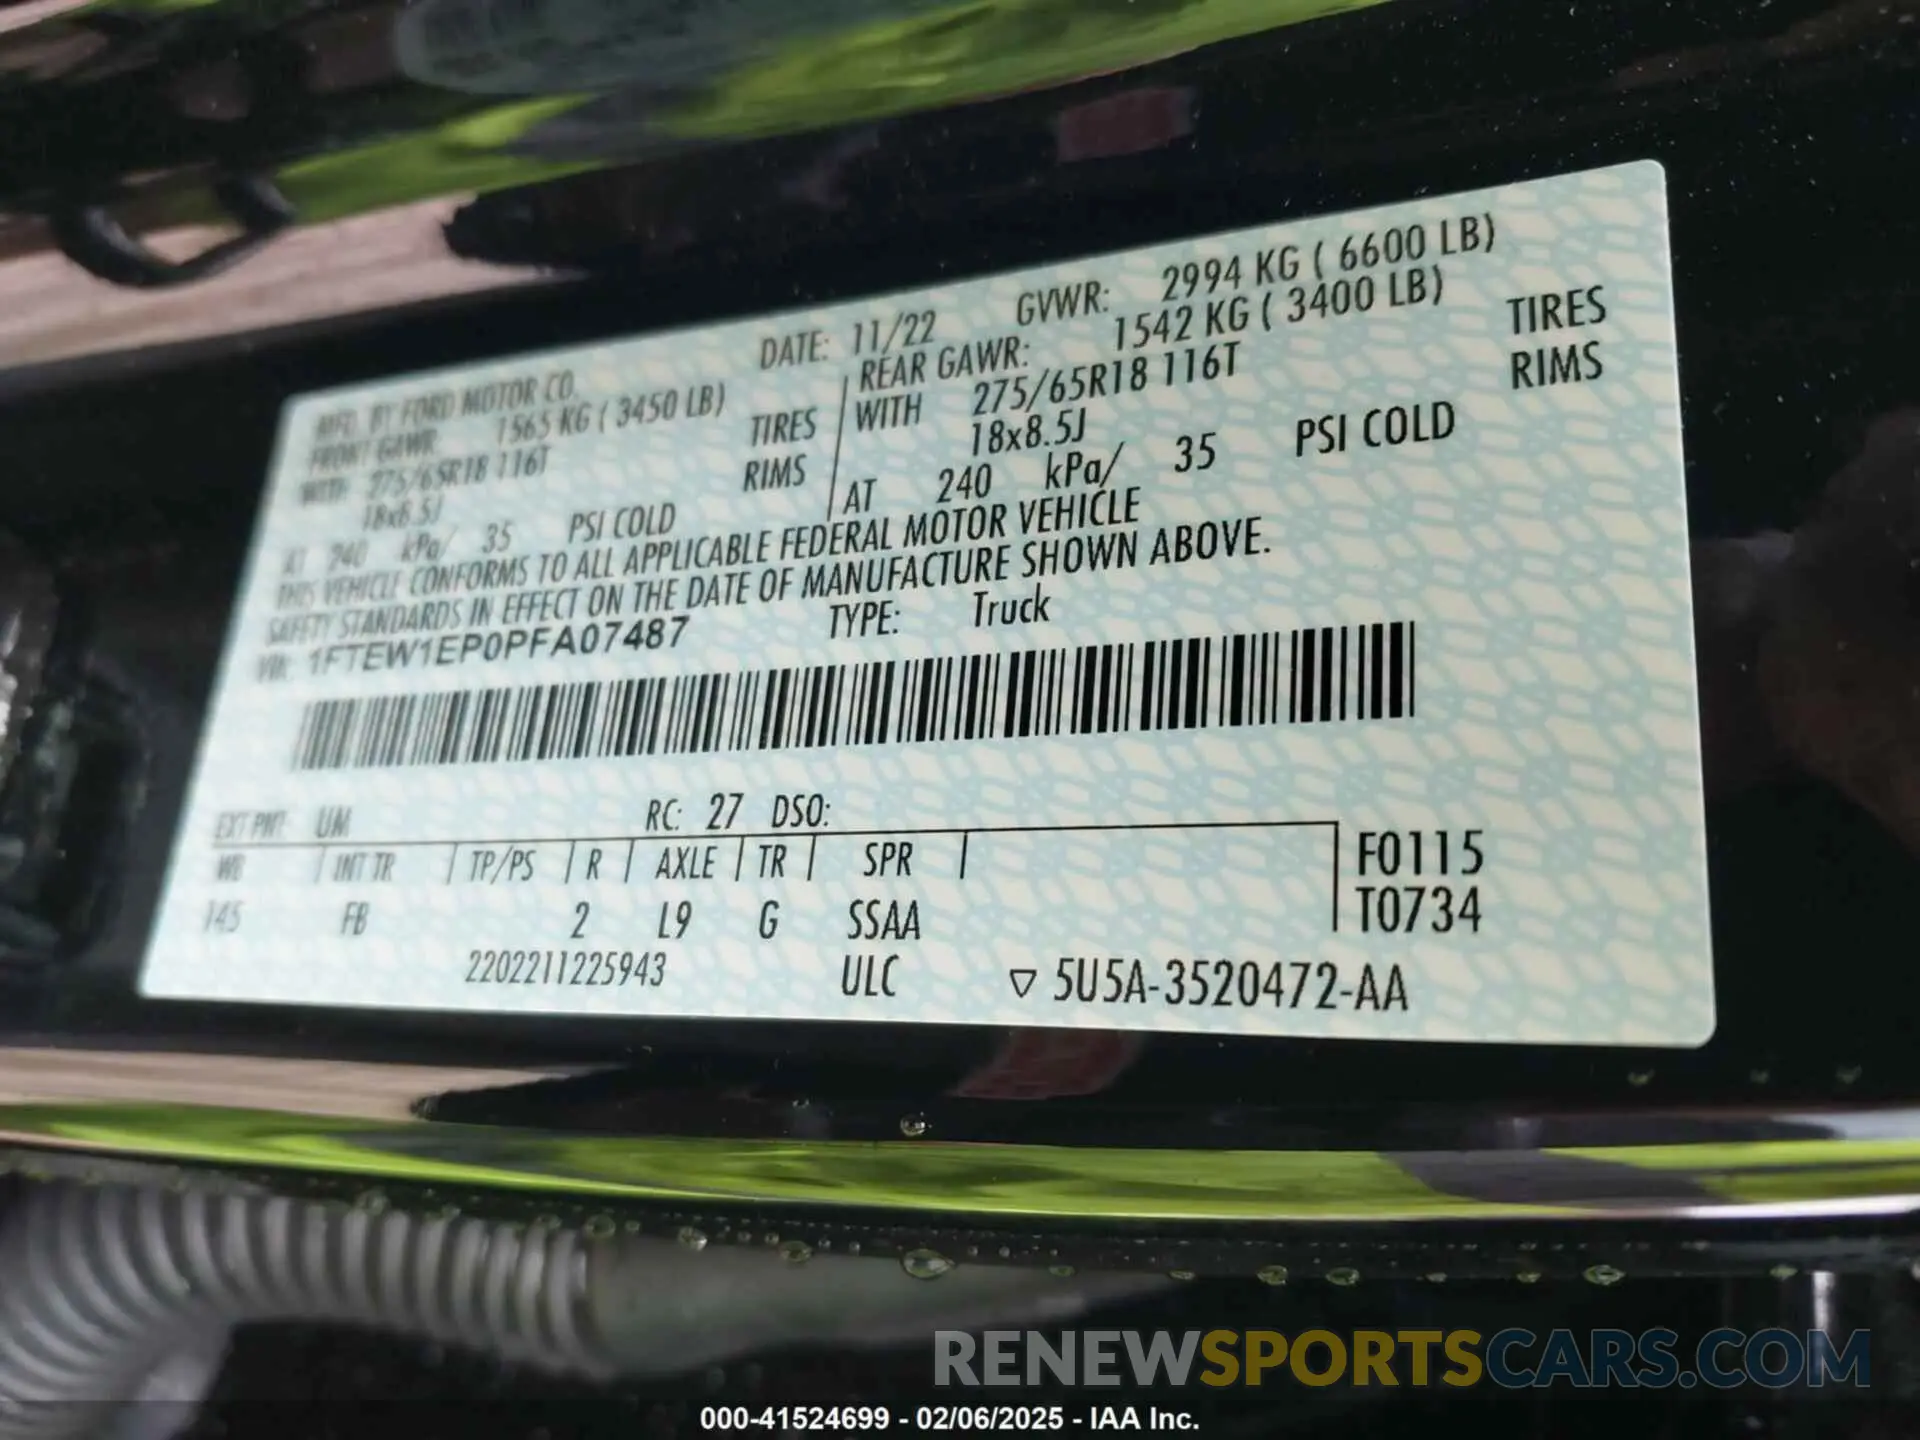 MFD. BY FORD MOTOR CO. DATE: 11/22 GVWR: 2994 KG ( 6600 LB)
FRONT GAWR: 1565 KG ( 3450 LB) REAR GAWR: 1542 KG ( 3400 LB)
WITH 275/65R18 116T TIRES WITH 275/65R18 116T TIRES
18x8.5J RIMS 18x8.5J RIMS
AT 240 kPa/ 35 PSI COLD AT 240 kPa/ 35 PSI COLD
THIS VEHICLE CONFORMS TO ALL APPLICABLE FEDERAL MOTOR VEHICLE
SAFETY STANDARDS IN EFFECT ON THE DATE OF MANUFACTURE SHOWN ABOVE.
VIN: 1FTEW1EP0PFA07487 TYPE: Truck
EXT PNT: UM RC: 27 DSO:
WB INT TR TP/PS R AXLE TR SPR F0115
145 FB 2 L9 G SSAA T0734
2202211225943 ULC ▽ 5U5A-3520472-AA
RENEWSPORTSCARS.COM
000-41524699 - 02/06/2025 - IAA Inc.